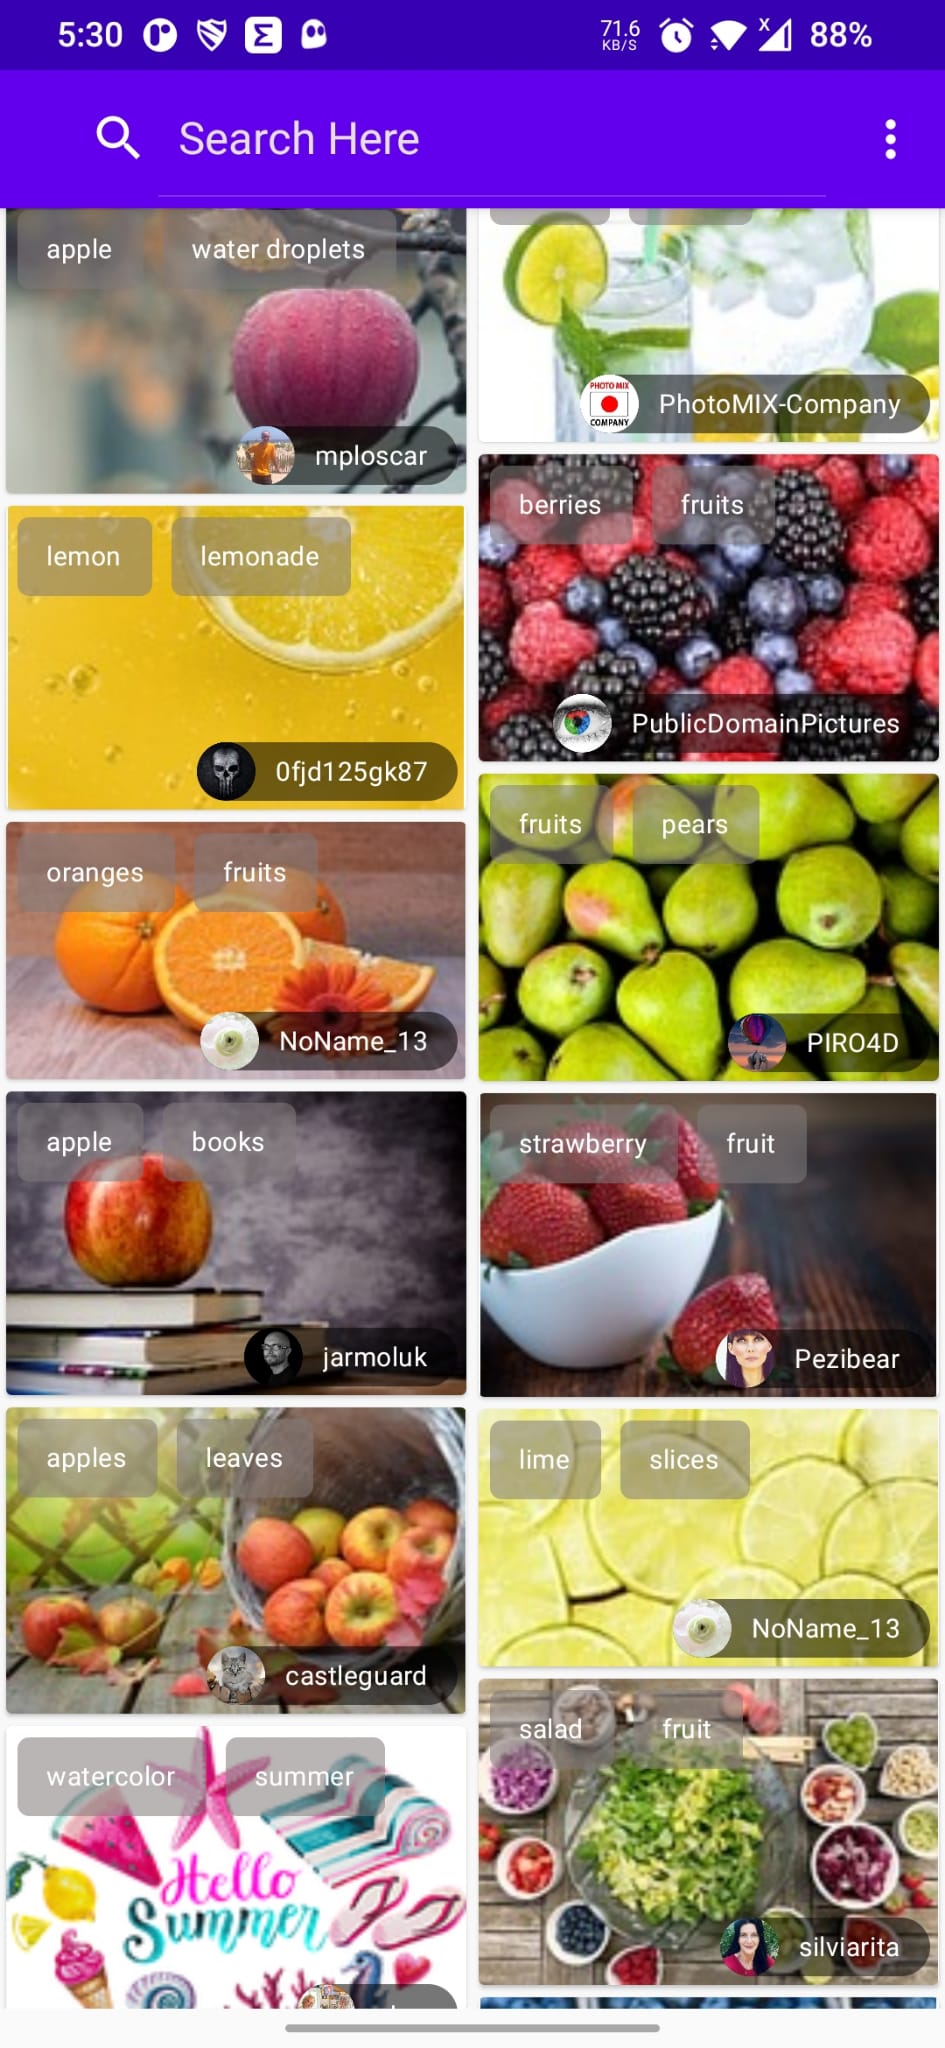 5:30
71.6
KB/S
X
88%
Search Here
apple
water droplets
mploscar
PHOTO MIX
COMPANY
PhotoMIX-Company
lemon
lemonade
0fjd125gk87
berries
fruits
PublicDomainPictures
oranges
fruits
NoName_13
fruits
pears
PIRO4D
apple
books
jarmoluk
strawberry
fruit
Pezibear
apples
leaves
castleguard
lime
slices
NoName_13
watercolor
summer
Hello
Summer
salad
fruit
silviarita